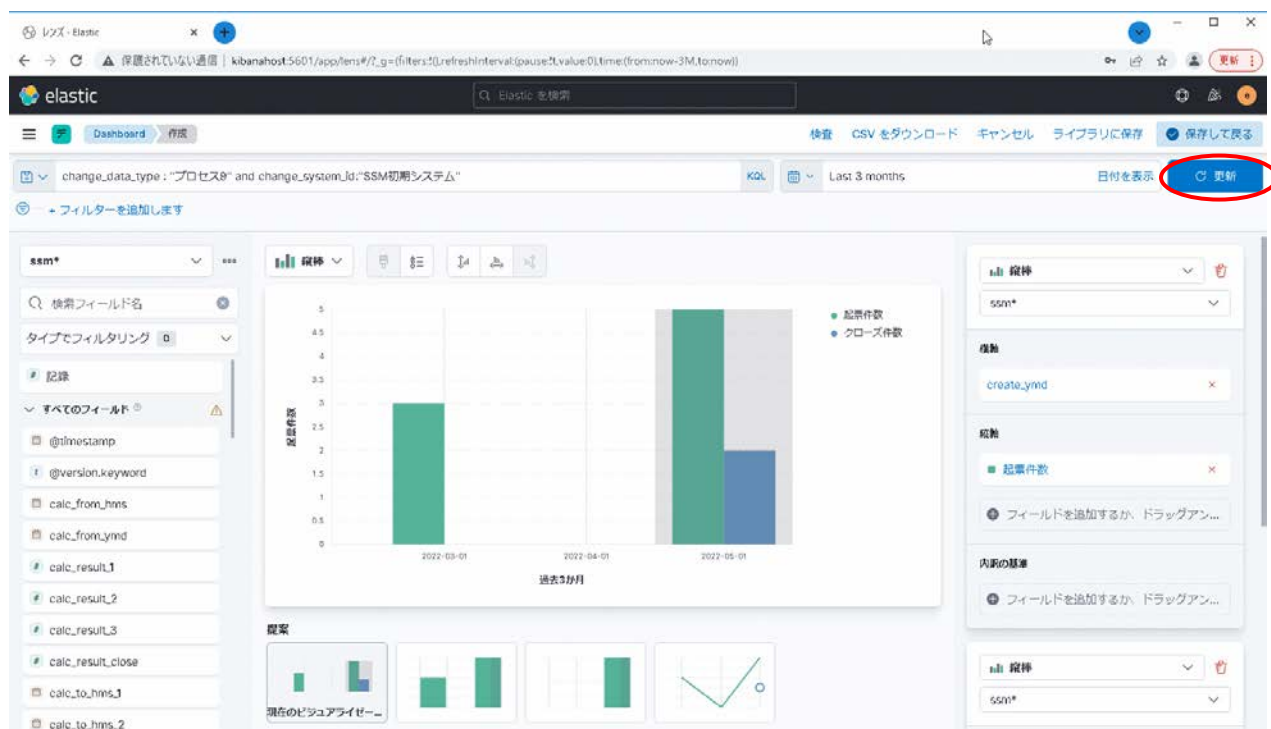 レンズ - Elastic
保護されていない通信 | kibanahost:5601/app/lens#/?_g=(filters:!(),refreshInterval:(pause:!t,value:0),time:(from:now-3M,to:now))
更新
elastic
Elastic を検索
e
デ Dashboard 作成
検査 CSV をダウンロード キャンセル ライブラリに保存 保存して戻る
change_data_type : "プロセス9" and change_system_id:"SSM初期システム"
KQL
Last 3 months
日付を表示
更新
+ フィルターを追加します
ssm*
検索フィールド名
タイプでフィルタリング 0
# 記録
すべてのフィールド
@timestamp
t @version.keyword
calc_from_hms
calc_from_ymd
# calc_result_1
# calc_result_2
# calc_result_3
# calc_result_close
calc_to_hms_1
calc_to_hms_2
縦棒
起票件数
5
4.5
4
3.5
3
2.5
2
1.5
1
0.5
0
2022-03-01 2022-04-01 2022-05-01
過去3か月
起票件数
クローズ件数
提案
現在のビジュアライゼー...
縦棒
ssm*
横軸
create_ymd
縦軸
起票件数
フィールドを追加するか、ドラッグアン...
内訳の基準
フィールドを追加するか、ドラッグアン...
縦棒
ssm*